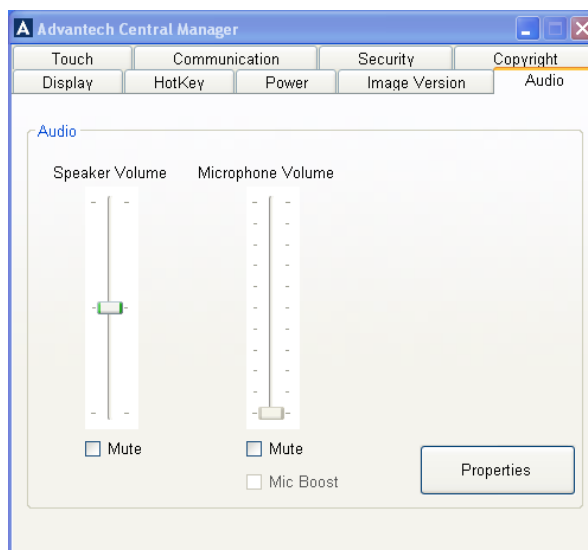 A Advantech Central Manager
Touch Communication Security Copyright
Display HotKey Power Image Version Audio
Audio
Speaker Volume Microphone Volume
Mute Mute
Mic Boost
Properties